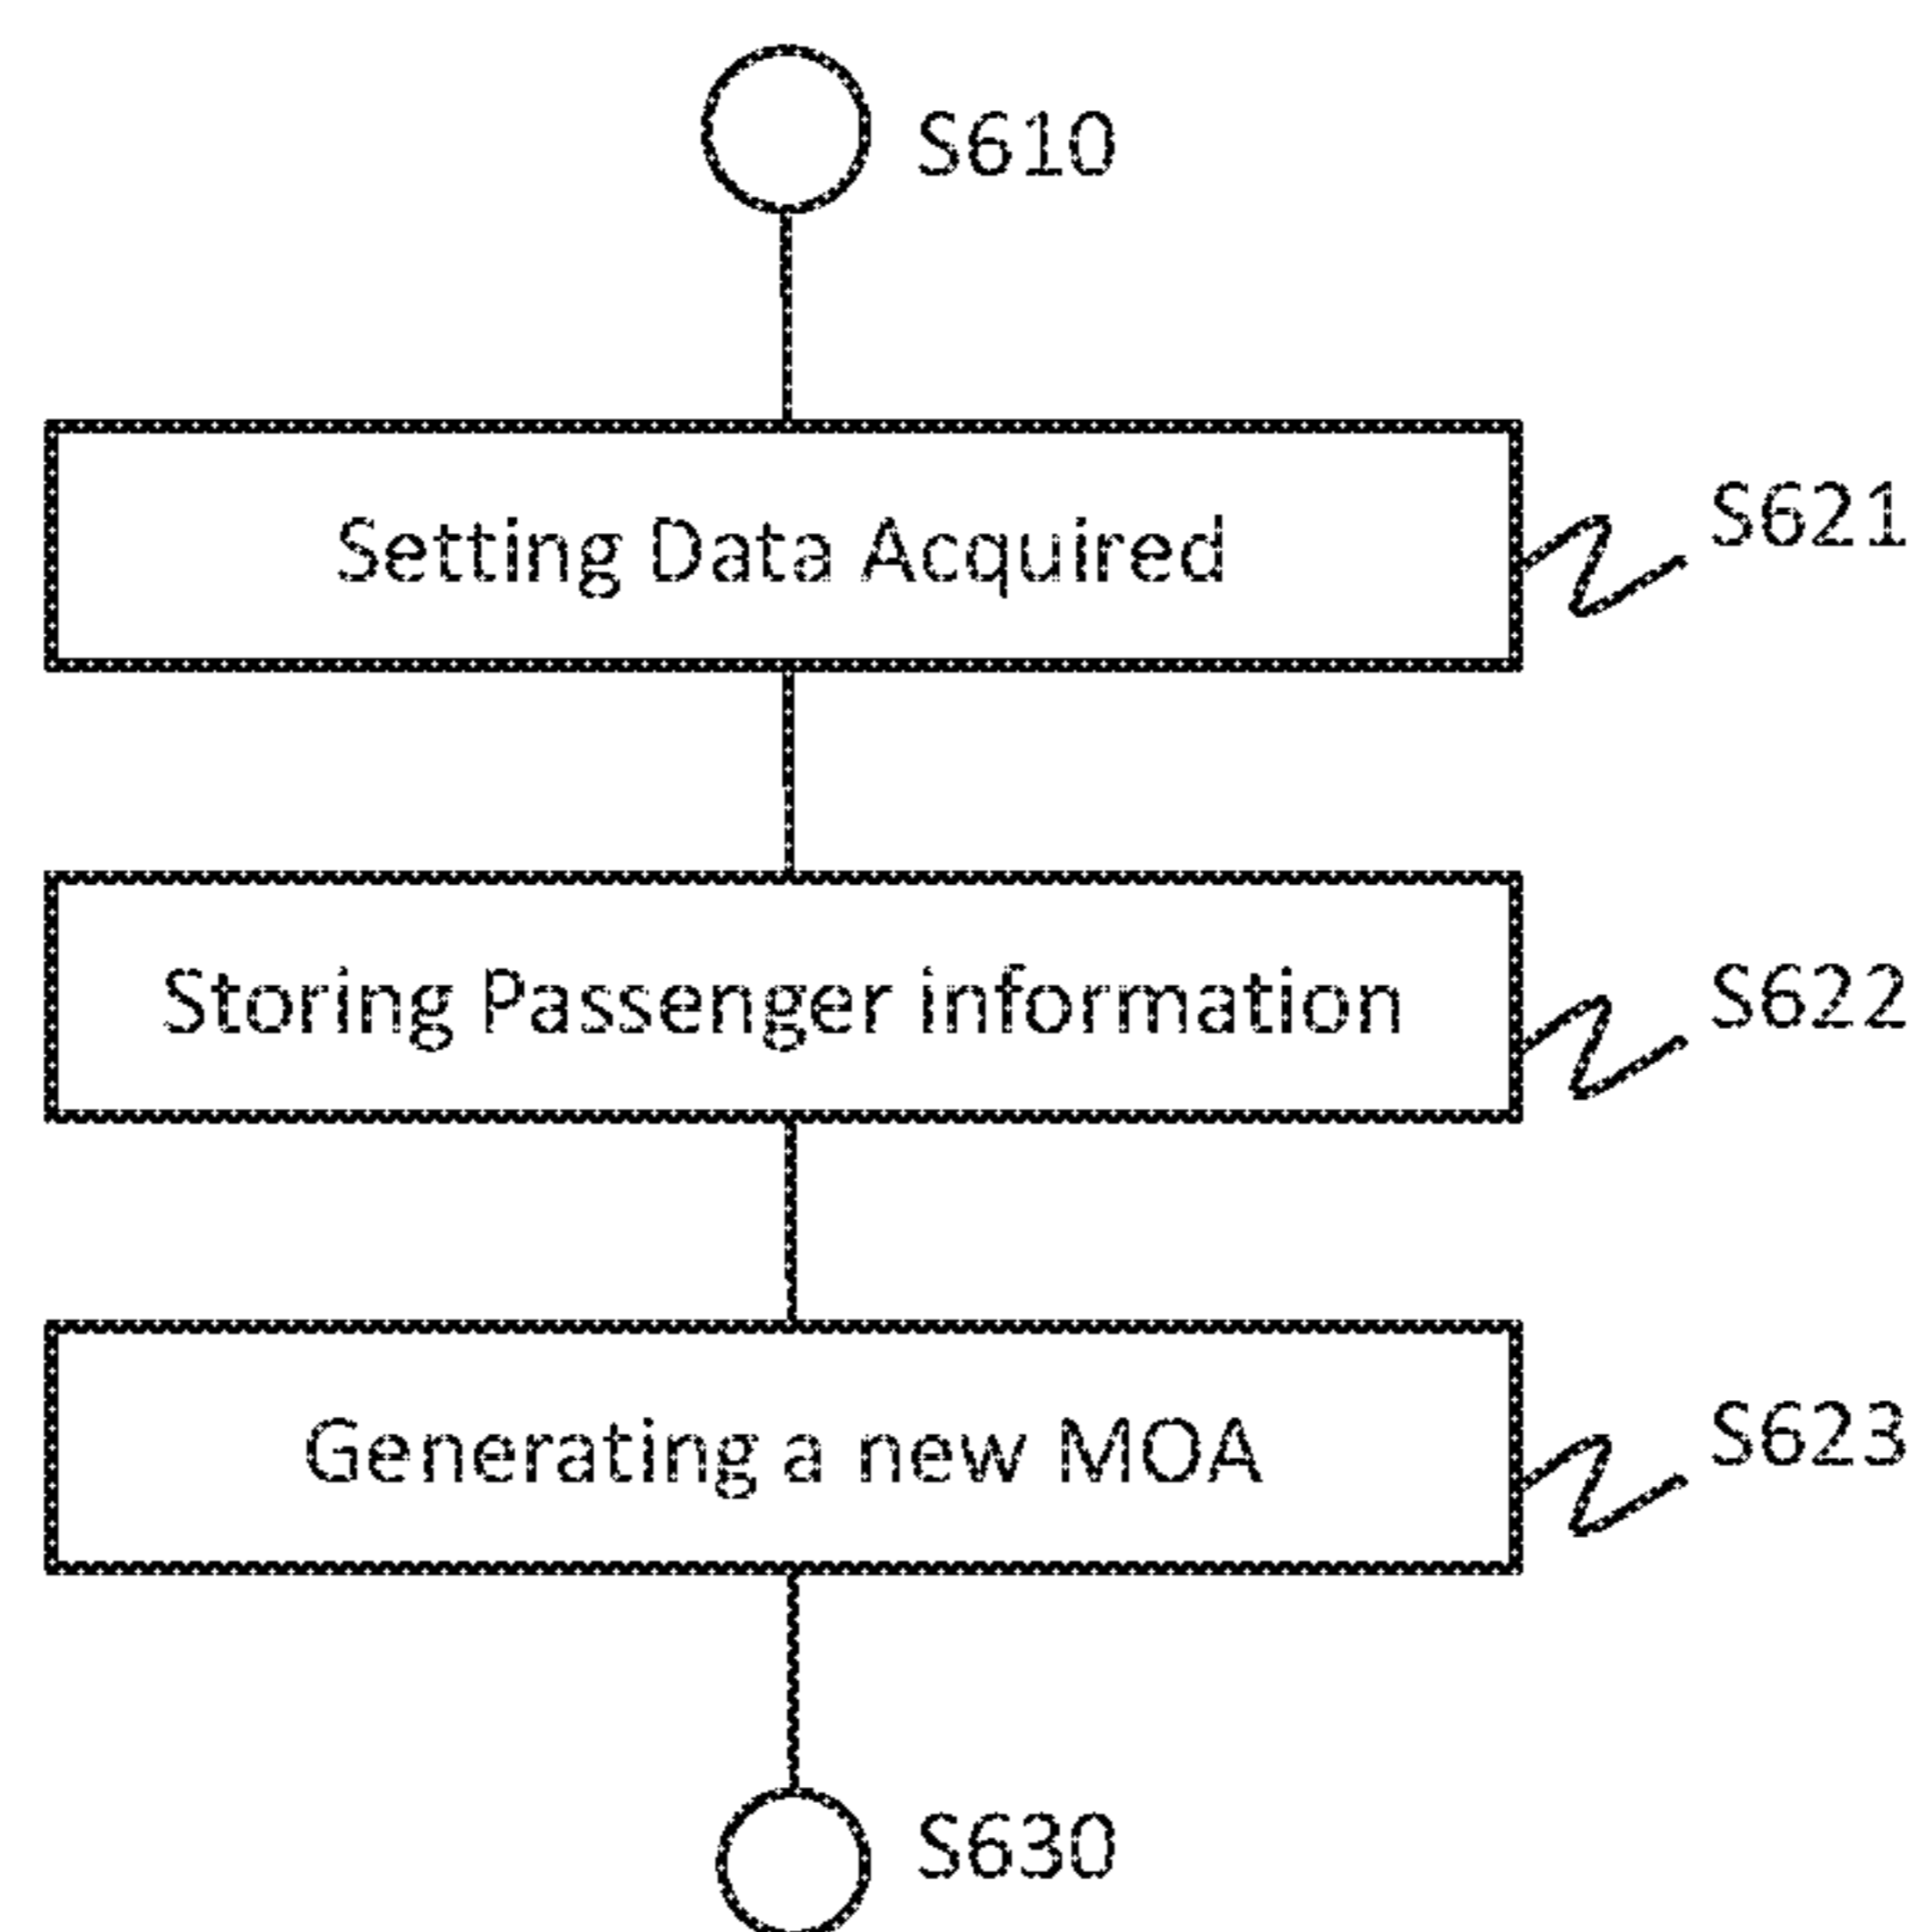 S610
Setting Data Acquired
S621
Storing Passenger information
S622
Generating a new MOA
S623
S630